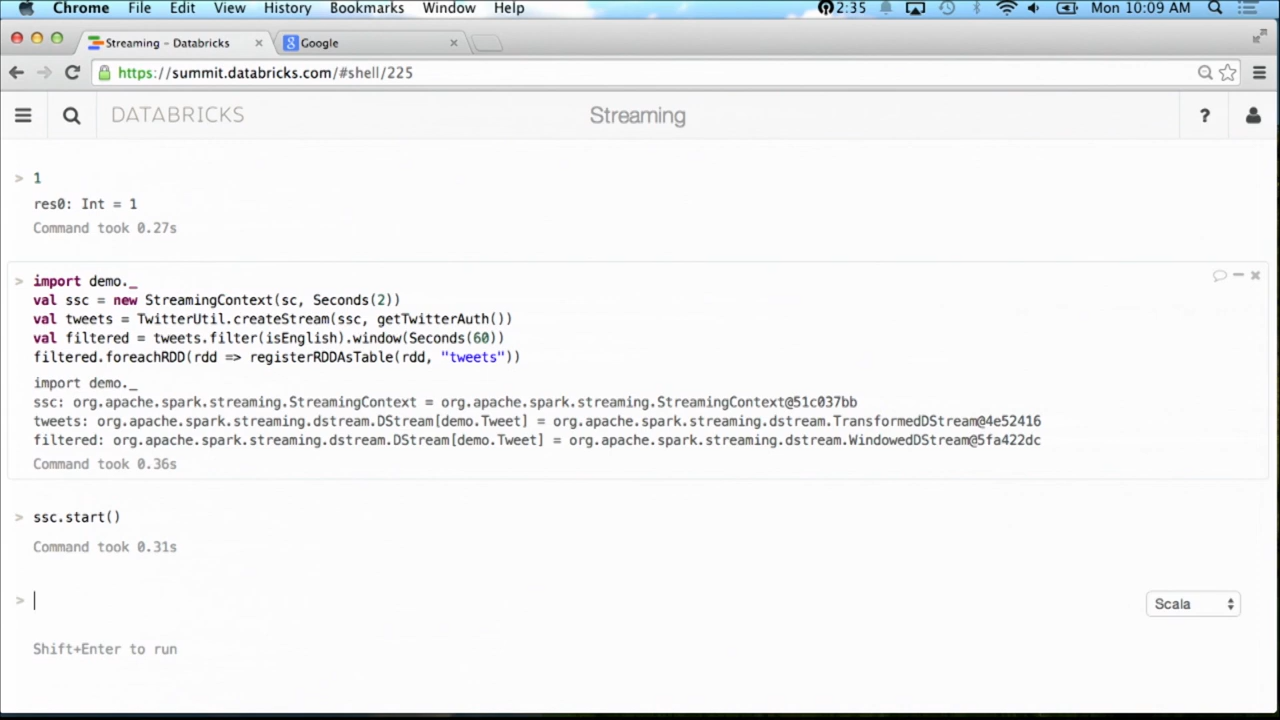 Chrome File Edit View History Bookmarks Window Help 2:35 Mon 10:09 AM
Streaming – Databricks Google
https://summit.databricks.com/#shell/225
DATABRICKS Streaming ?
> 1
res0: Int = 1
Command took 0.27s
> import demo._
val ssc = new StreamingContext(sc, Seconds(2))
val tweets = TwitterUtil.createStream(ssc, getTwitterAuth())
val filtered = tweets.filter(isEnglish).window(Seconds(60))
filtered.foreachRDD(rdd => registerRDDAsTable(rdd, "tweets"))
import demo._
ssc: org.apache.spark.streaming.StreamingContext = org.apache.spark.streaming.StreamingContext@51c037bb
tweets: org.apache.spark.streaming.dstream.DStream[demo.Tweet] = org.apache.spark.streaming.dstream.TransformedDStream@4e52416
filtered: org.apache.spark.streaming.dstream.DStream[demo.Tweet] = org.apache.spark.streaming.dstream.WindowedDStream@5fa422dc
Command took 0.36s
> ssc.start()
Command took 0.31s
>
Scala
Shift+Enter to run